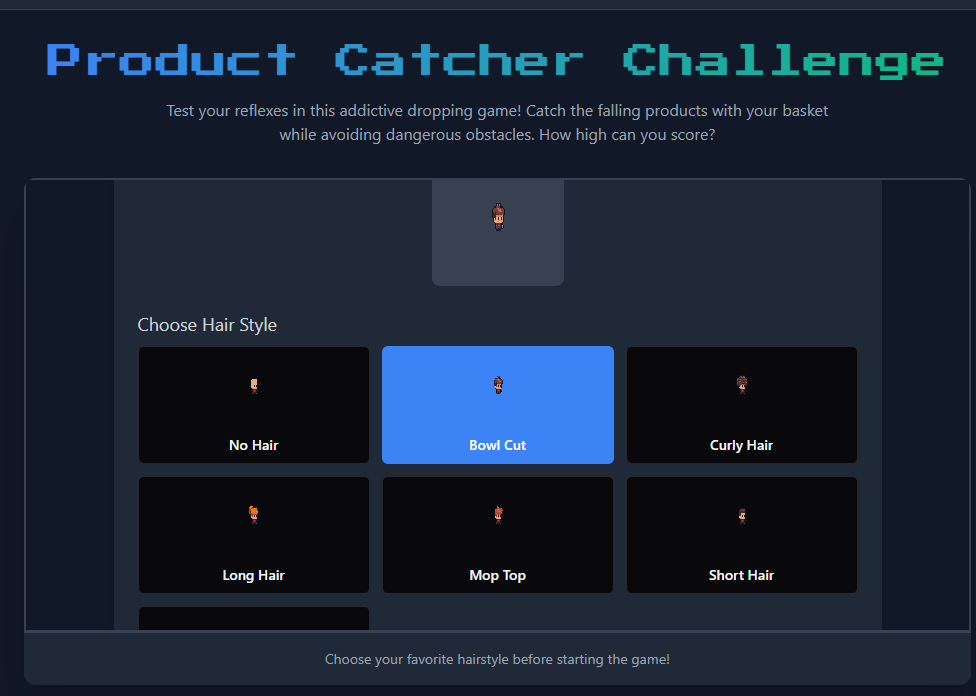 Product Catcher Challenge
Test your reflexes in this addictive dropping game! Catch the falling products with your basket
while avoiding dangerous obstacles. How high can you score?
Choose Hair Style
No Hair
Bowl Cut
Curly Hair
Long Hair
Mop Top
Short Hair
Choose your favorite hairstyle before starting the game!